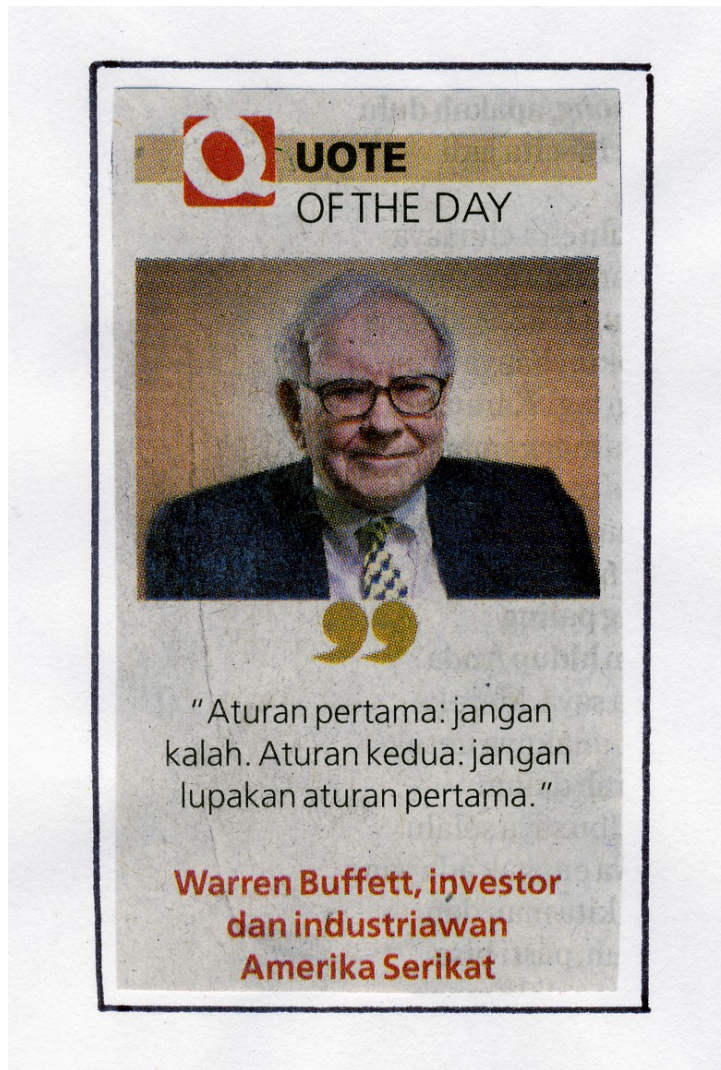 QUOTE
OF THE DAY
"Aturan pertama: jangan
kalah. Aturan kedua: jangan
lupakan aturan pertama."
Warren Buffett, investor
dan industriawan
Amerika Serikat